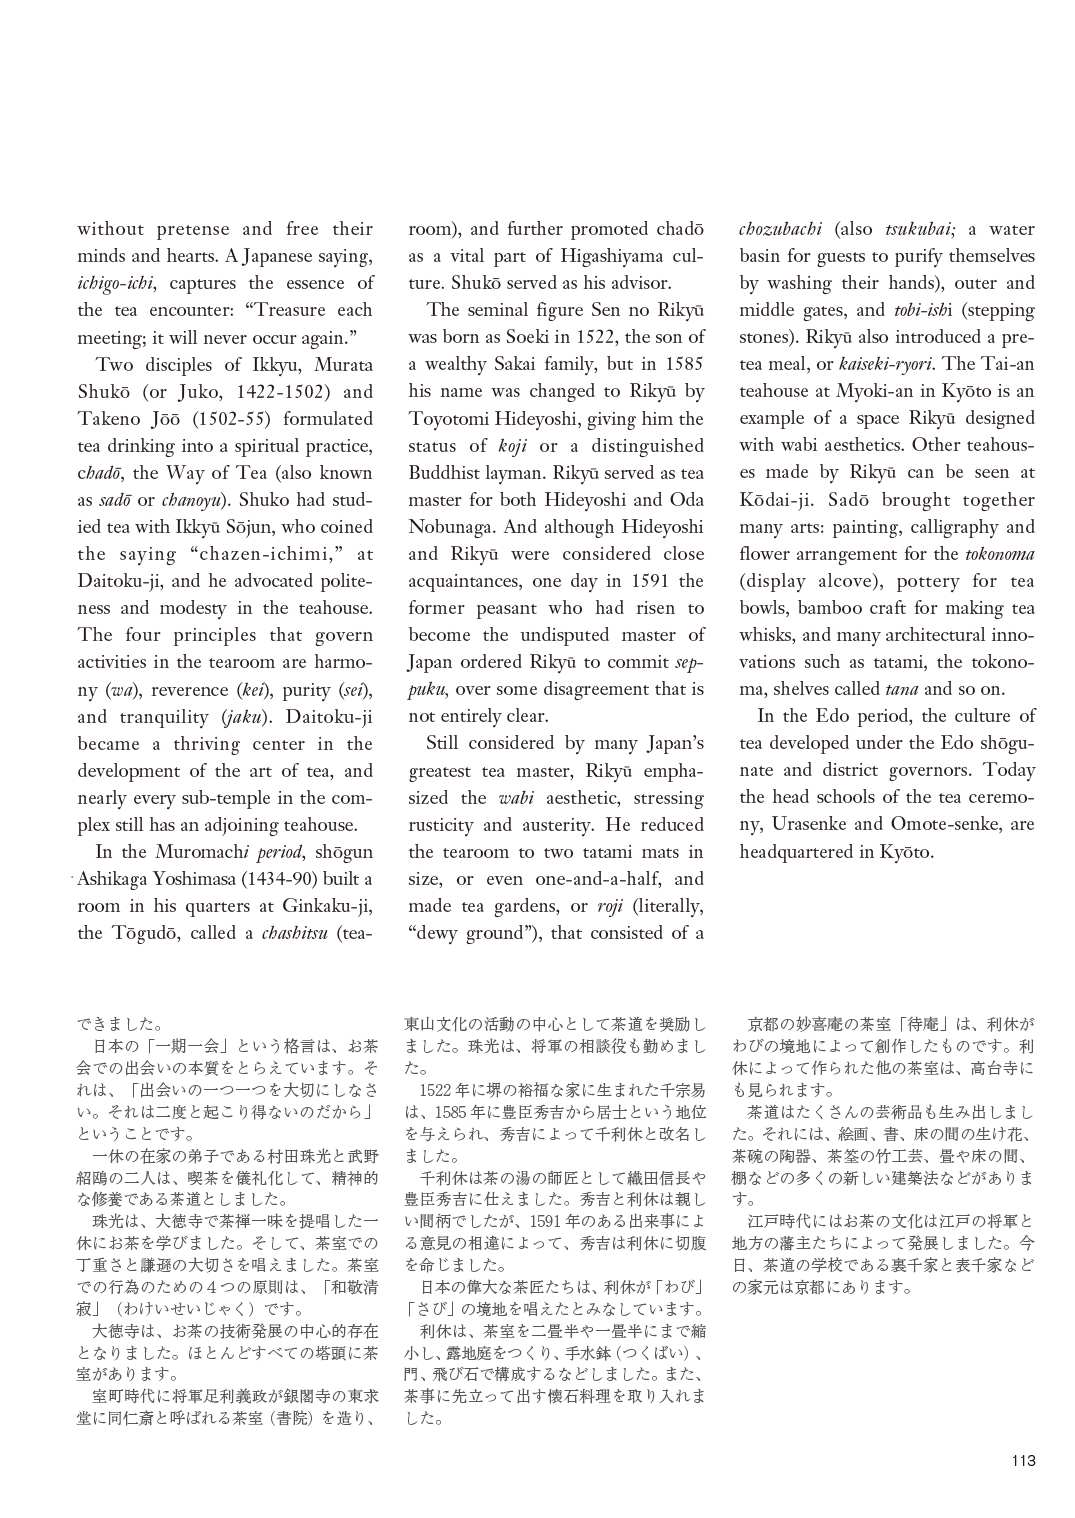 without pretense and free their
minds and hearts. A Japanese saying,
ichigo-ichi, captures the essence of
the tea encounter: “Treasure each
meeting; it will never occur again.”
Two disciples of Ikkyu, Murata
Shukō (or Juko, 1422-1502) and
Takeno Jōō (1502-55) formulated
tea drinking into a spiritual practice,
chadō, the Way of Tea (also known
as sadō or chanoyu). Shuko had stud-
ied tea with Ikkyū Sōjun, who coined
the saying “chazen-ichimi,” at
Daitoku-ji, and he advocated polite-
ness and modesty in the teahouse.
The four principles that govern
activities in the tearoom are harmo-
ny (wa), reverence (kei), purity (sei),
and tranquility (jaku). Daitoku-ji
became a thriving center in the
development of the art of tea, and
nearly every sub-temple in the com-
plex still has an adjoining teahouse.
In the Muromachi period, shōgun
Ashikaga Yoshimasa (1434-90) built a
room in his quarters at Ginkaku-ji,
the Tōgudō, called a chashitsu (tea-
room), and further promoted chadō
as a vital part of Higashiyama cul-
ture. Shukō served as his advisor.
The seminal figure Sen no Rikyū
was born as Soeki in 1522, the son of
a wealthy Sakai family, but in 1585
his name was changed to Rikyū by
Toyotomi Hideyoshi, giving him the
status of koji or a distinguished
Buddhist layman. Rikyū served as tea
master for both Hideyoshi and Oda
Nobunaga. And although Hideyoshi
and Rikyū were considered close
acquaintances, one day in 1591 the
former peasant who had risen to
become the undisputed master of
Japan ordered Rikyū to commit sep-
puku, over some disagreement that is
not entirely clear.
Still considered by many Japan’s
greatest tea master, Rikyū empha-
sized the wabi aesthetic, stressing
rusticity and austerity. He reduced
the tearoom to two tatami mats in
size, or even one-and-a-half, and
made tea gardens, or roji (literally,
“dewy ground”), that consisted of a
chozubachi (also tsukubai; a water
basin for guests to purify themselves
by washing their hands), outer and
middle gates, and tobi-ishi (stepping
stones). Rikyū also introduced a pre-
tea meal, or kaiseki-ryori. The Tai-an
teahouse at Myoki-an in Kyōto is an
example of a space Rikyū designed
with wabi aesthetics. Other teahous-
es made by Rikyū can be seen at
Kōdai-ji. Sadō brought together
many arts: painting, calligraphy and
flower arrangement for the tokonoma
(display alcove), pottery for tea
bowls, bamboo craft for making tea
whisks, and many architectural inno-
vations such as tatami, the tokono-
ma, shelves called tana and so on.
In the Edo period, the culture of
tea developed under the Edo shōgu-
nate and district governors. Today
the head schools of the tea ceremo-
ny, Urasenke and Omote-senke, are
headquartered in Kyōto.
できました。
日本の「一期一会」という格言は、お茶
会での出会いの本質をとらえています。そ
れは、「出会いの一つ一つを大切にしなさ
い。それは二度と起こり得ないのだから」
ということです。
一休の在家の弟子である村田珠光と武野
紹鴎の二人は、喫茶を儀礼化して、精神的
な修養である茶道としました。
珠光は、大徳寺で茶禅一味を提唱した一
休にお茶を学びました。そして、茶室での
丁重さと謙遜の大切さを唱えました。茶室
での行為のための４つの原則は、「和敬清
寂」（わけいせいじゃく）です。
大徳寺は、お茶の技術発展の中心的存在
となりました。ほとんどすべての塔頭に茶
室があります。
室町時代に将軍足利義政が銀閣寺の東求
堂に同仁斎と呼ばれる茶室（書院）を造り、
東山文化の活動の中心として茶道を奨励し
ました。珠光は、将軍の相談役も勤めまし
た。
1522 年に堺の裕福な家に生まれた千宗易
は、1585 年に豊臣秀吉から居士という地位
を与えられ、秀吉によって千利休と改名し
ました。
千利休は茶の湯の師匠として織田信長や
豊臣秀吉に仕えました。秀吉と利休は親し
い間柄でしたが、1591 年のある出来事によ
る意見の相違によって、秀吉は利休に切腹
を命じました。
日本の偉大な茶匠たちは、利休が「わび」
「さび」の境地を唱えたとみなしています。
利休は、茶室を二畳半や一畳半にまで縮
小し、露地庭をつくり、手水鉢（つくばい）、
門、飛び石で構成するなどしました。また、
茶事に先立って出す懐石料理を取り入れま
した。
京都の妙喜庵の茶室「待庵」は、利休が
わびの境地によって創作したものです。利
休によって作られた他の茶室は、高台寺に
も見られます。
茶道はたくさんの芸術品も生み出しまし
た。それには、絵画、書、床の間の生け花、
茶碗の陶器、茶筌の竹工芸、畳や床の間、
棚などの多くの新しい建築法などがありま
す。
江戸時代にはお茶の文化は江戸の将軍と
地方の藩主たちによって発展しました。今
日、茶道の学校である裏千家と表千家など
の家元は京都にあります。
113